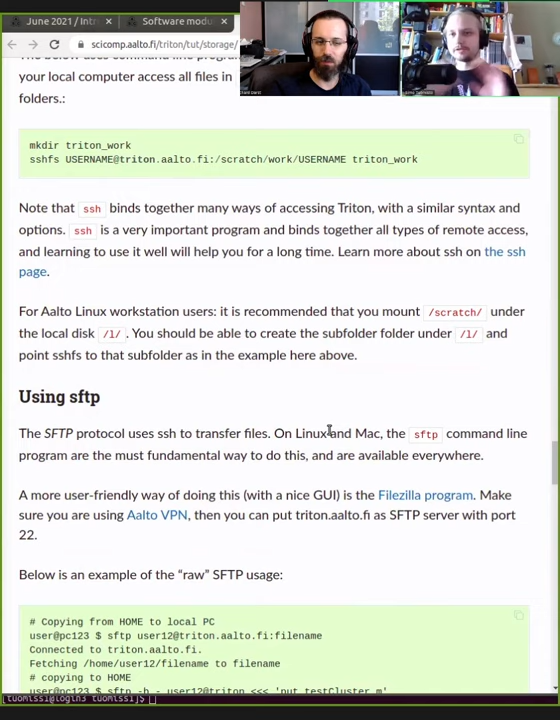 June 2021 / Intr
Software modu
scicomp.aalto.fi/triton/tut/storage/
your local computer access all files in
folders.:
mkdir triton_work
sshfs USERNAME@triton.aalto.fi:/scratch/work/USERNAME triton_work
Note that ssh binds together many ways of accessing Triton, with a similar syntax and
options. ssh is a very important program and binds together all types of remote access,
and learning to use it well will help you for a long time. Learn more about ssh on the ssh
page.
For Aalto Linux workstation users: it is recommended that you mount /scratch/ under
the local disk /l/. You should be able to create the subfolder folder under /l/ and
point sshfs to that subfolder as in the example here above.
Using sftp
The SFTP protocol uses ssh to transfer files. On Linux and Mac, the sftp command line
program are the must fundamental way to do this, and are available everywhere.
A more user-friendly way of doing this (with a nice GUI) is the Filezilla program. Make
sure you are using Aalto VPN, then you can put triton.aalto.fi as SFTP server with port
22.
Below is an example of the “raw” SFTP usage:
# Copying from HOME to local PC
user@pc123 $ sftp user12@triton.aalto.fi:filename
Connected to triton.aalto.fi.
Fetching /home/user12/filename to filename
# copying to HOME
user@pc123 $ sftp -b - user12@triton <<< 'put testCluster.m'
[tuomiss1@login3 tuomiss1]$